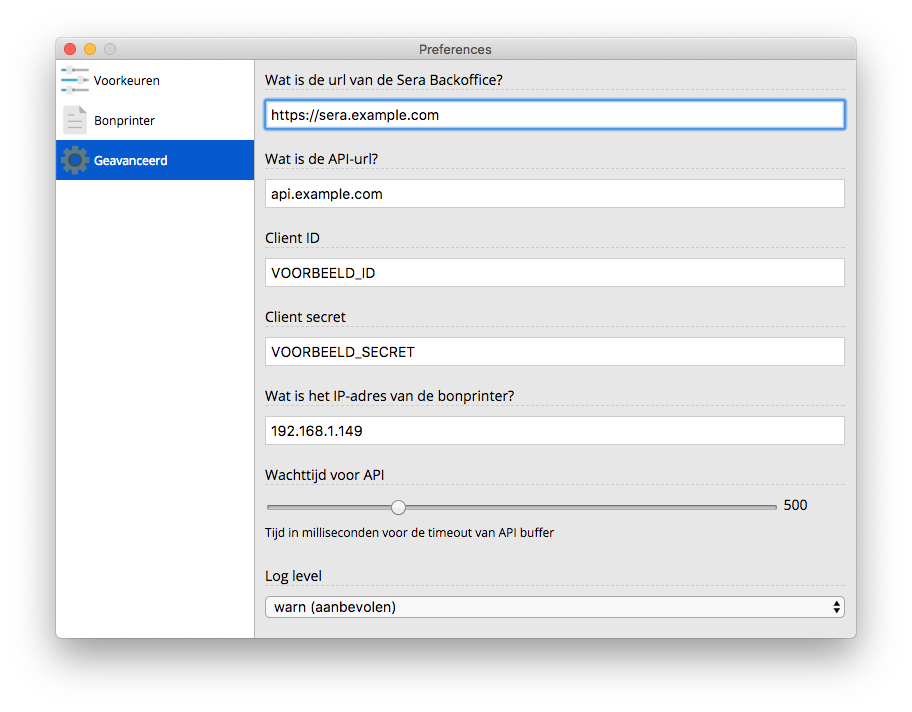 Preferences
Voorkeuren
Bonprinter
Geavanceerd
Wat is de url van de Sera Backoffice?
https://sera.example.com
Wat is de API-url?
api.example.com
Client ID
VOORBEELD_ID
Client secret
VOORBEELD_SECRET
Wat is het IP-adres van de bonprinter?
192.168.1.149
Wachttijd voor API
500
Tijd in milliseconden voor de timeout van API buffer
Log level
warn (aanbevolen)